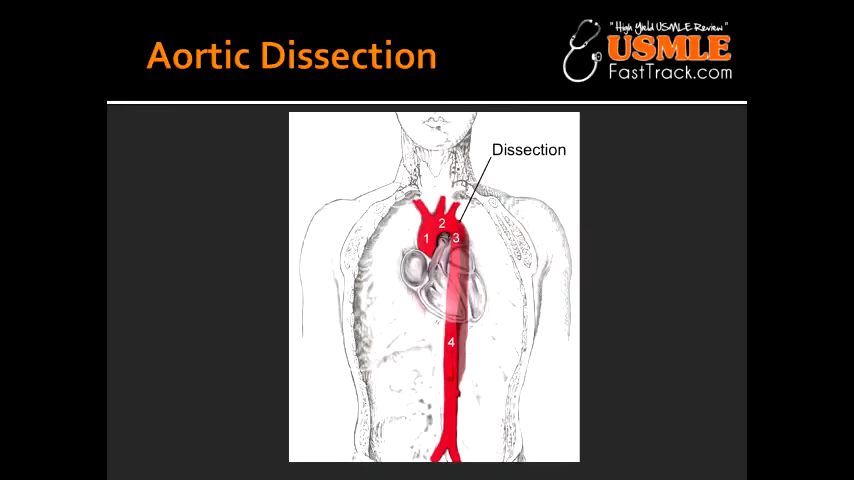 Aortic Dissection
"High Yield USMLE Review"
USMLE
FastTrack.com
Dissection
2
1
3
4